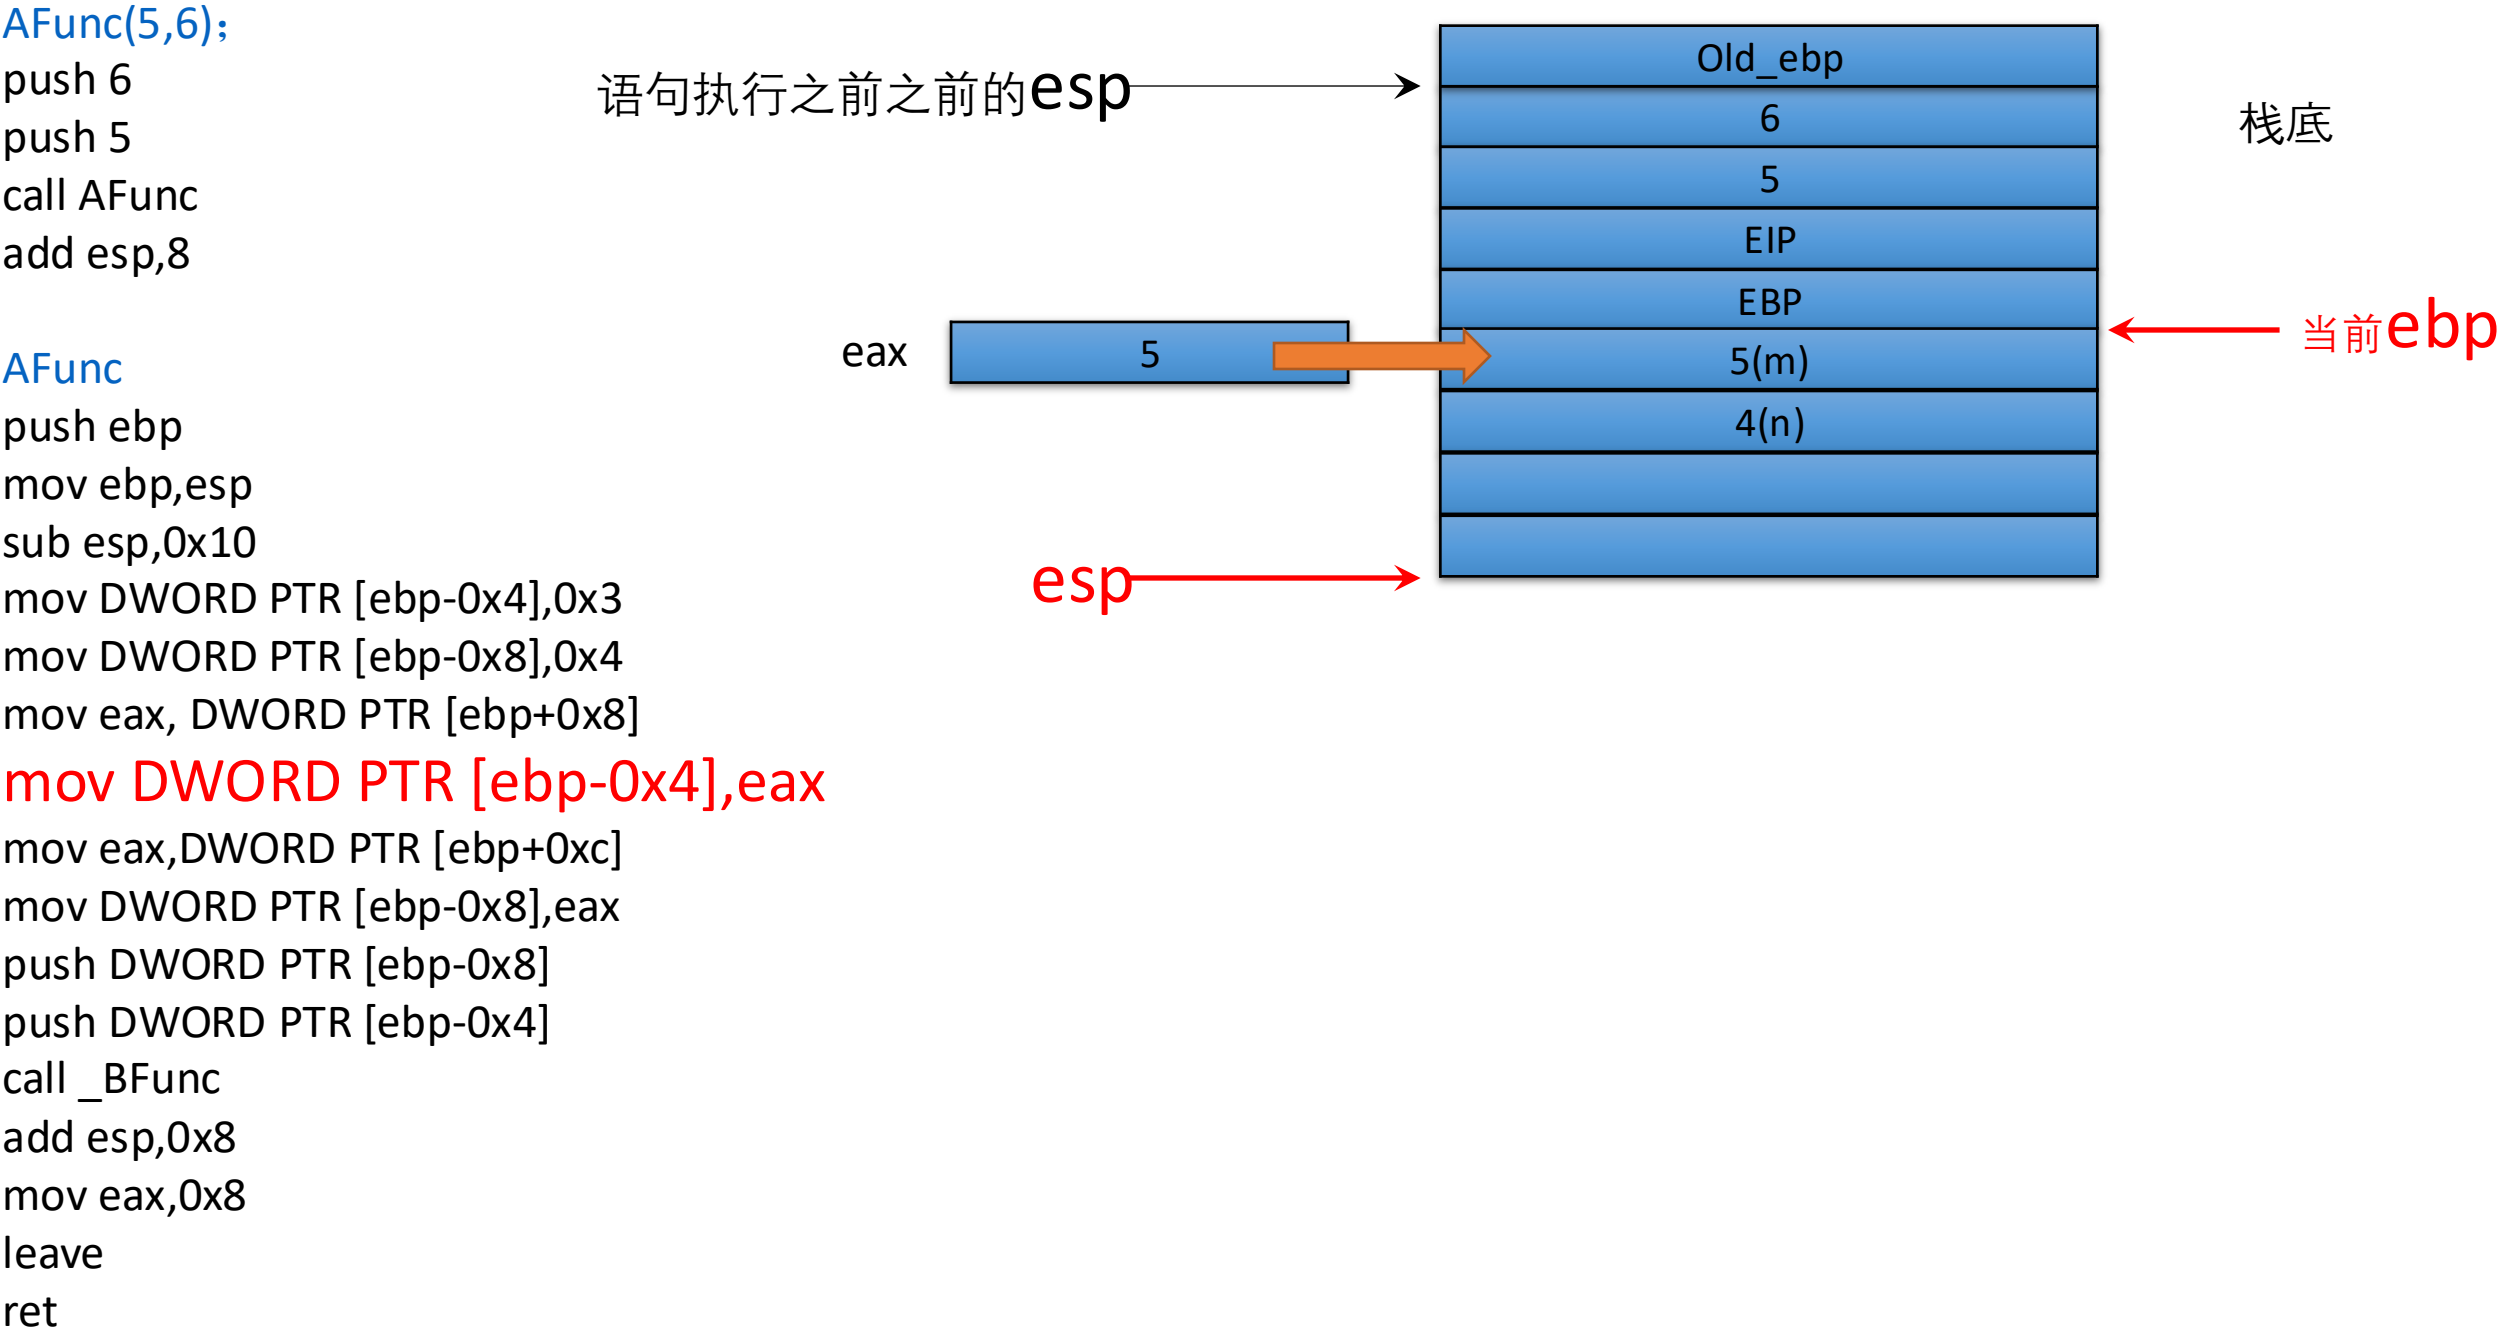 AFunc(5,6);
push 6
push 5
call AFunc
add esp,8
AFunc
push ebp
mov ebp,esp
sub esp,0x10
mov DWORD PTR [ebp-0x4],0x3
mov DWORD PTR [ebp-0x8],0x4
mov eax, DWORD PTR [ebp+0x8]
mov DWORD PTR [ebp-0x4],eax
mov eax,DWORD PTR [ebp+0xc]
mov DWORD PTR [ebp-0x8],eax
push DWORD PTR [ebp-0x8]
push DWORD PTR [ebp-0x4]
call _BFunc
add esp,0x8
mov eax,0x8
leave
ret
语句执行之前之前的esp
eax
5
esp
Old_ebp
6
5
EIP
EBP
5(m)
4(n)
栈底
当前ebp